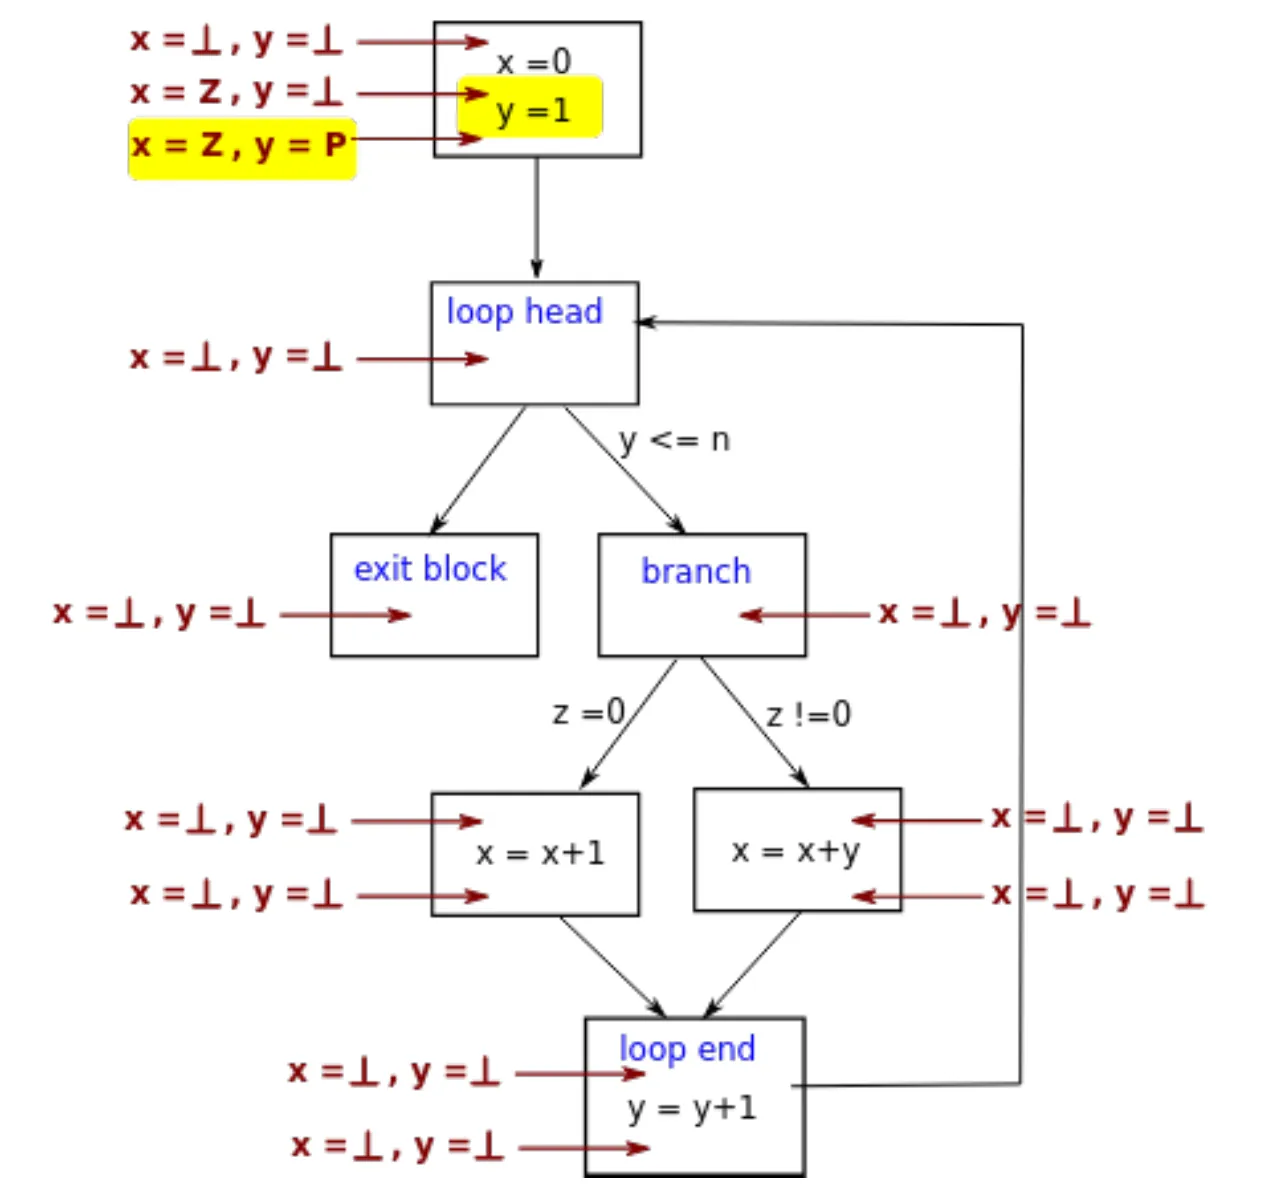 x =⊥, y =⊥
x =0
x = Z, y =⊥
y =1
x = Z, y = P
loop head
x =⊥, y =⊥
y <= n
exit block
branch
x =⊥, y =⊥
x =⊥, y =⊥
z =0
z !=0
x =⊥, y =⊥
x =⊥, y =⊥
x = x+1
x = x+y
x =⊥, y =⊥
x =⊥, y =⊥
loop end
x =⊥, y =⊥
y = y+1
x =⊥, y =⊥